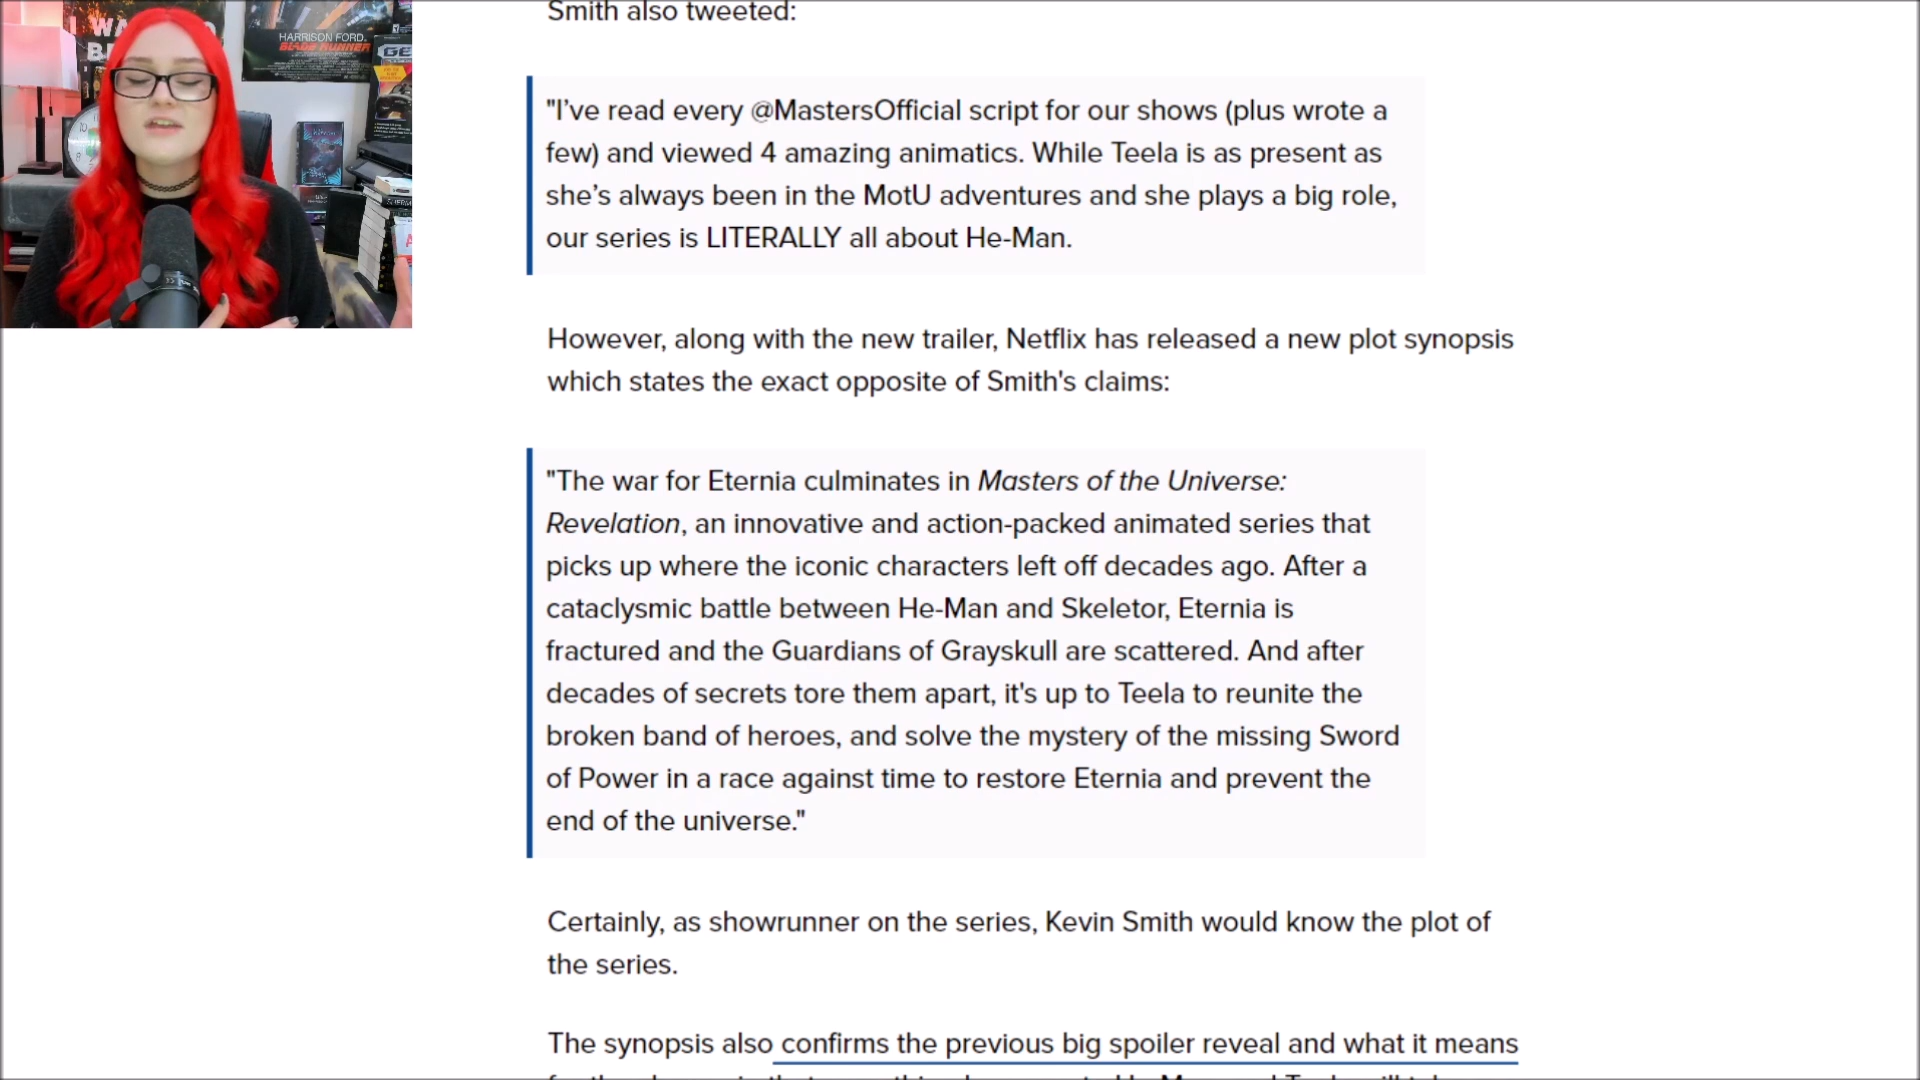 Smith also tweeted:
"I've read every @MastersOfficial script for our shows (plus wrote a
few) and viewed 4 amazing animatics. While Teela is as present as
she's always been in the MotU adventures and she plays a big role,
our series is LITERALLY all about He-Man.
However, along with the new trailer, Netflix has released a new plot synopsis
which states the exact opposite of Smith's claims:
"The war for Eternia culminates in Masters of the Universe:
Revelation, an innovative and action-packed animated series that
picks up where the iconic characters left off decades ago. After a
cataclysmic battle between He-Man and Skeletor, Eternia is
fractured and the Guardians of Grayskull are scattered. And after
decades of secrets tore them apart, it's up to Teela to reunite the
broken band of heroes, and solve the mystery of the missing Sword
of Power in a race against time to restore Eternia and prevent the
end of the universe."
Certainly, as showrunner on the series, Kevin Smith would know the plot of
the series.
The synopsis also confirms the previous big spoiler reveal and what it means
HARRISON FORD
BLADE RUNNER